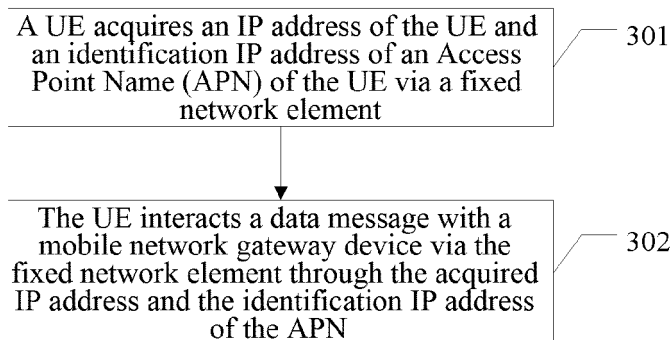 A UE acquires an IP address of the UE and
an identification IP address of an Access
Point Name (APN) of the UE via a fixed
network element
301
The UE interacts a data message with a
mobile network gateway device via the
fixed network element through the acquired
IP address and the identification IP address
of the APN
302